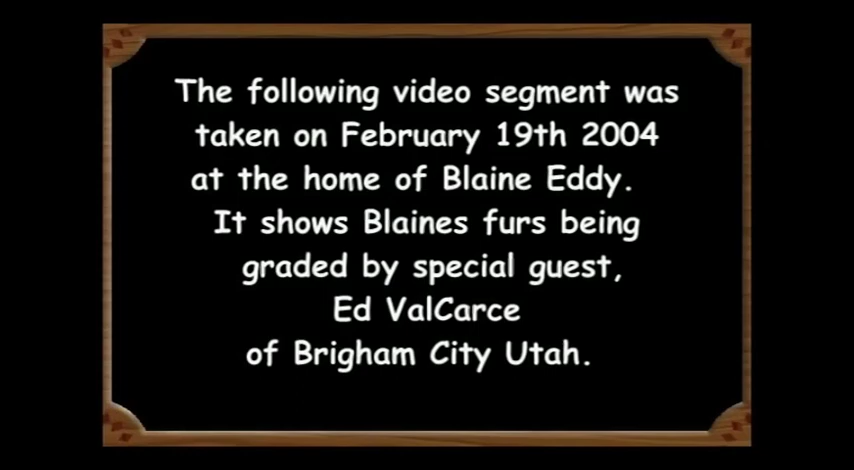 The following video segment was
taken on February 19th 2004
at the home of Blaine Eddy.
It shows Blaines furs being
graded by special guest,
Ed ValCarce
of Brigham City Utah.